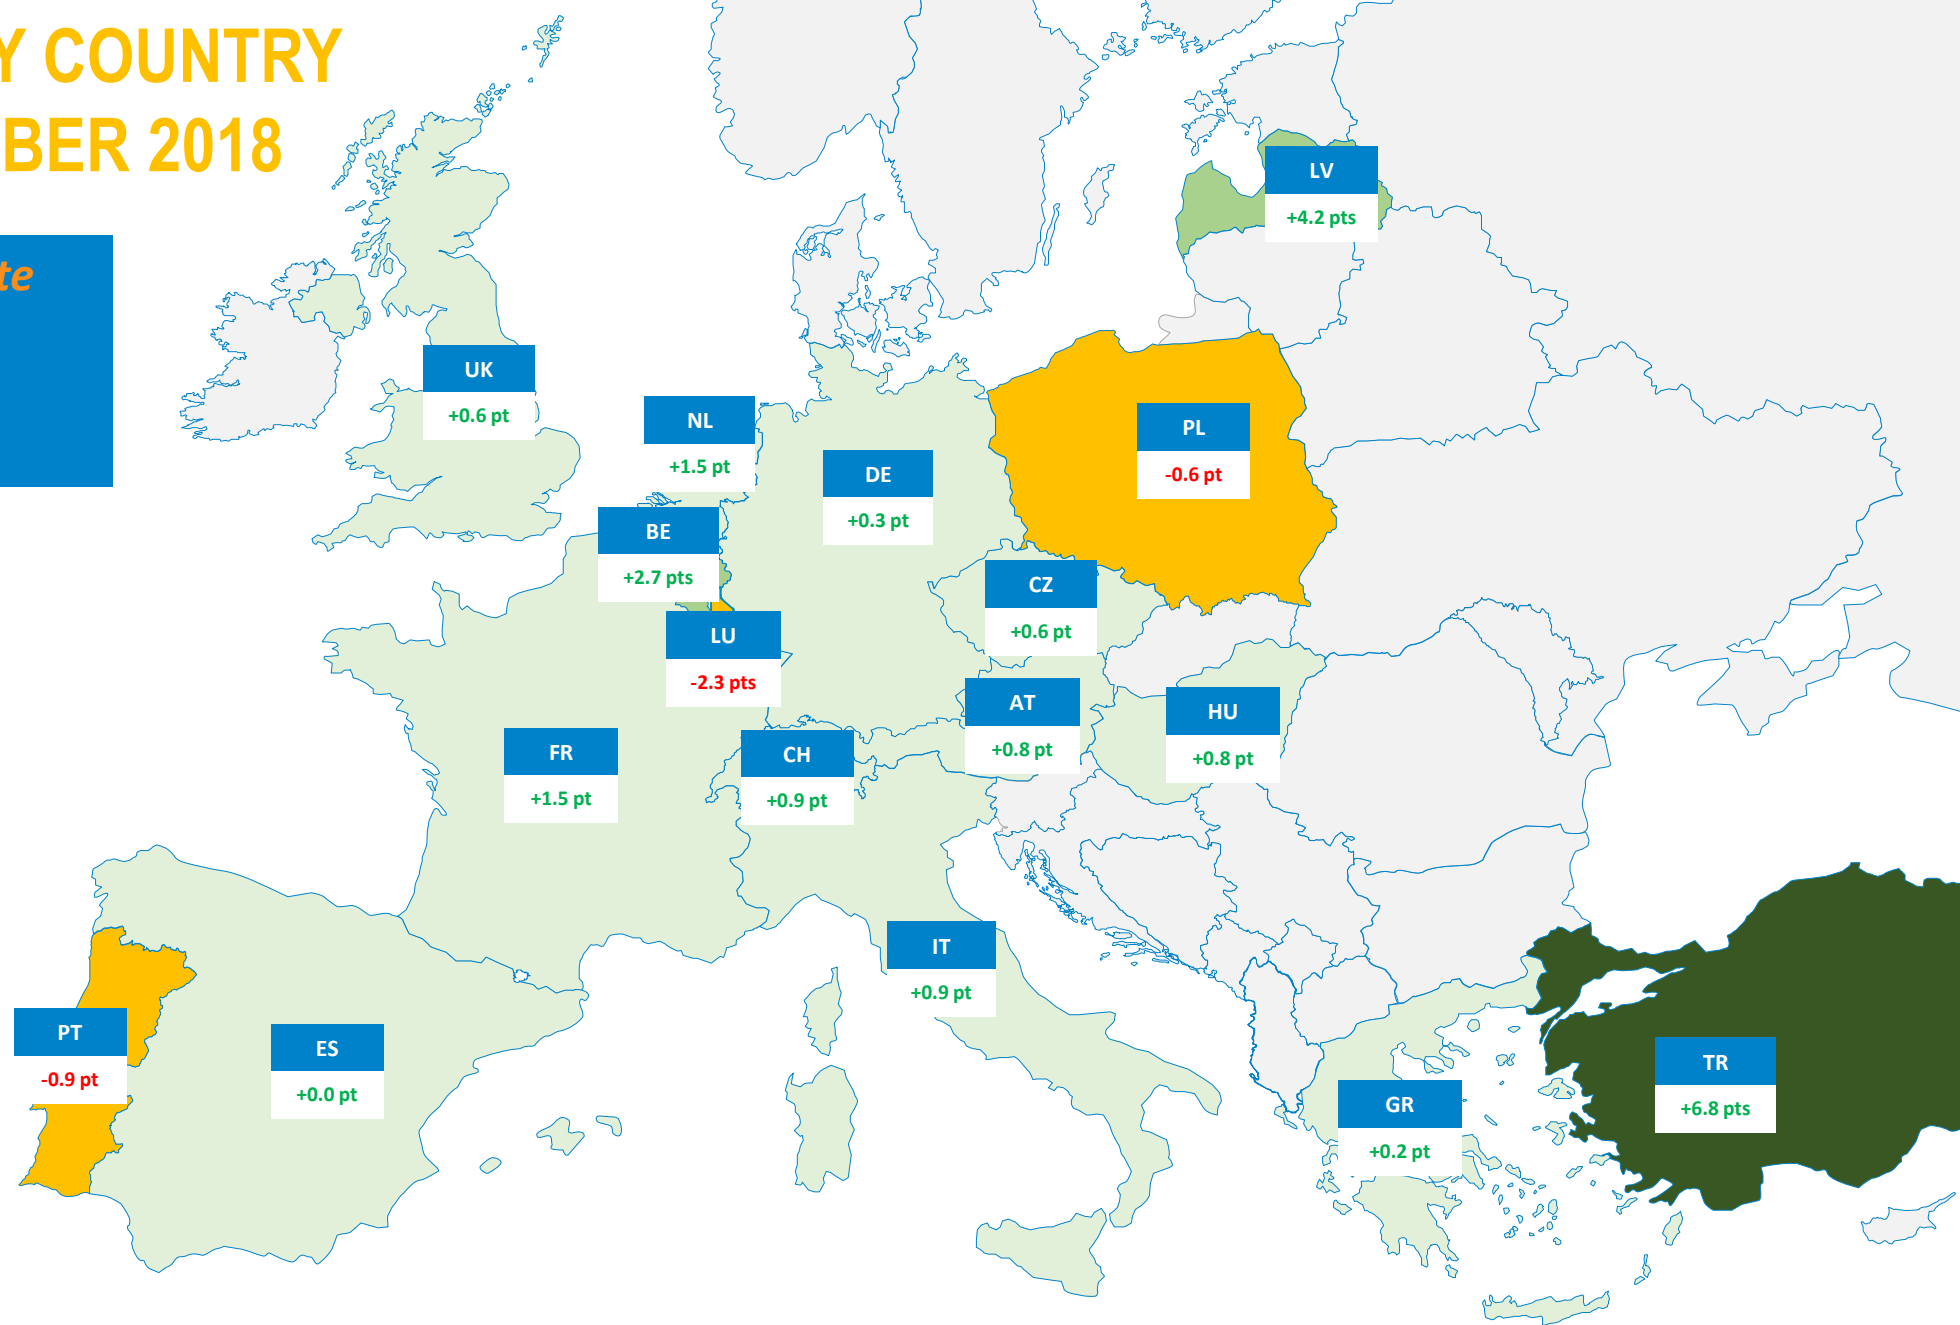 Y COUNTRY
BER 2018
te
LV
+4.2 pts
UK
+0.6 pt
NL
+1.5 pt
PL
-0.6 pt
DE
+0.3 pt
BE
+2.7 pts
CZ
+0.6 pt
LU
-2.3 pts
AT
+0.8 pt
HU
+0.8 pt
FR
+1.5 pt
CH
+0.9 pt
IT
+0.9 pt
PT
-0.9 pt
ES
+0.0 pt
TR
+6.8 pts
GR
+0.2 pt